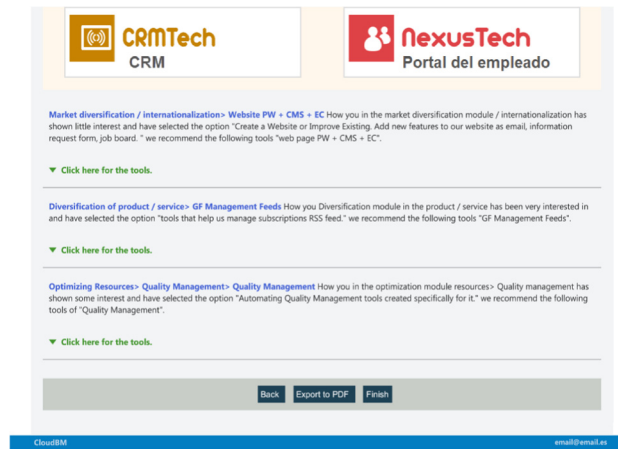 CRMTech
CRM
NexusTech
Portal del empleado
Market diversification / internationalization> Website PW + CMS + EC How you in the market diversification module / internationalization has
shown little interest and have selected the option "Create a Website or Improve Existing. Add new features to our website as email, information
request form, job board. " we recommend the following tools "web page PW + CMS + EC".
▼ Click here for the tools.
Diversification of product / service> GF Management Feeds How you Diversification module in the product / service has been very interested in
and have selected the option "tools that help us manage subscriptions RSS feed." we recommend the following tools "GF Management Feeds".
▼ Click here for the tools.
Optimizing Resources> Quality Management> Quality Management How you in the optimization module resources> Quality management has
shown some interest and have selected the option "Automating Quality Management tools created specifically for it." we recommend the following
tools of "Quality Management".
▼ Click here for the tools.
Back Export to PDF Finish
CloudBM email@email.es